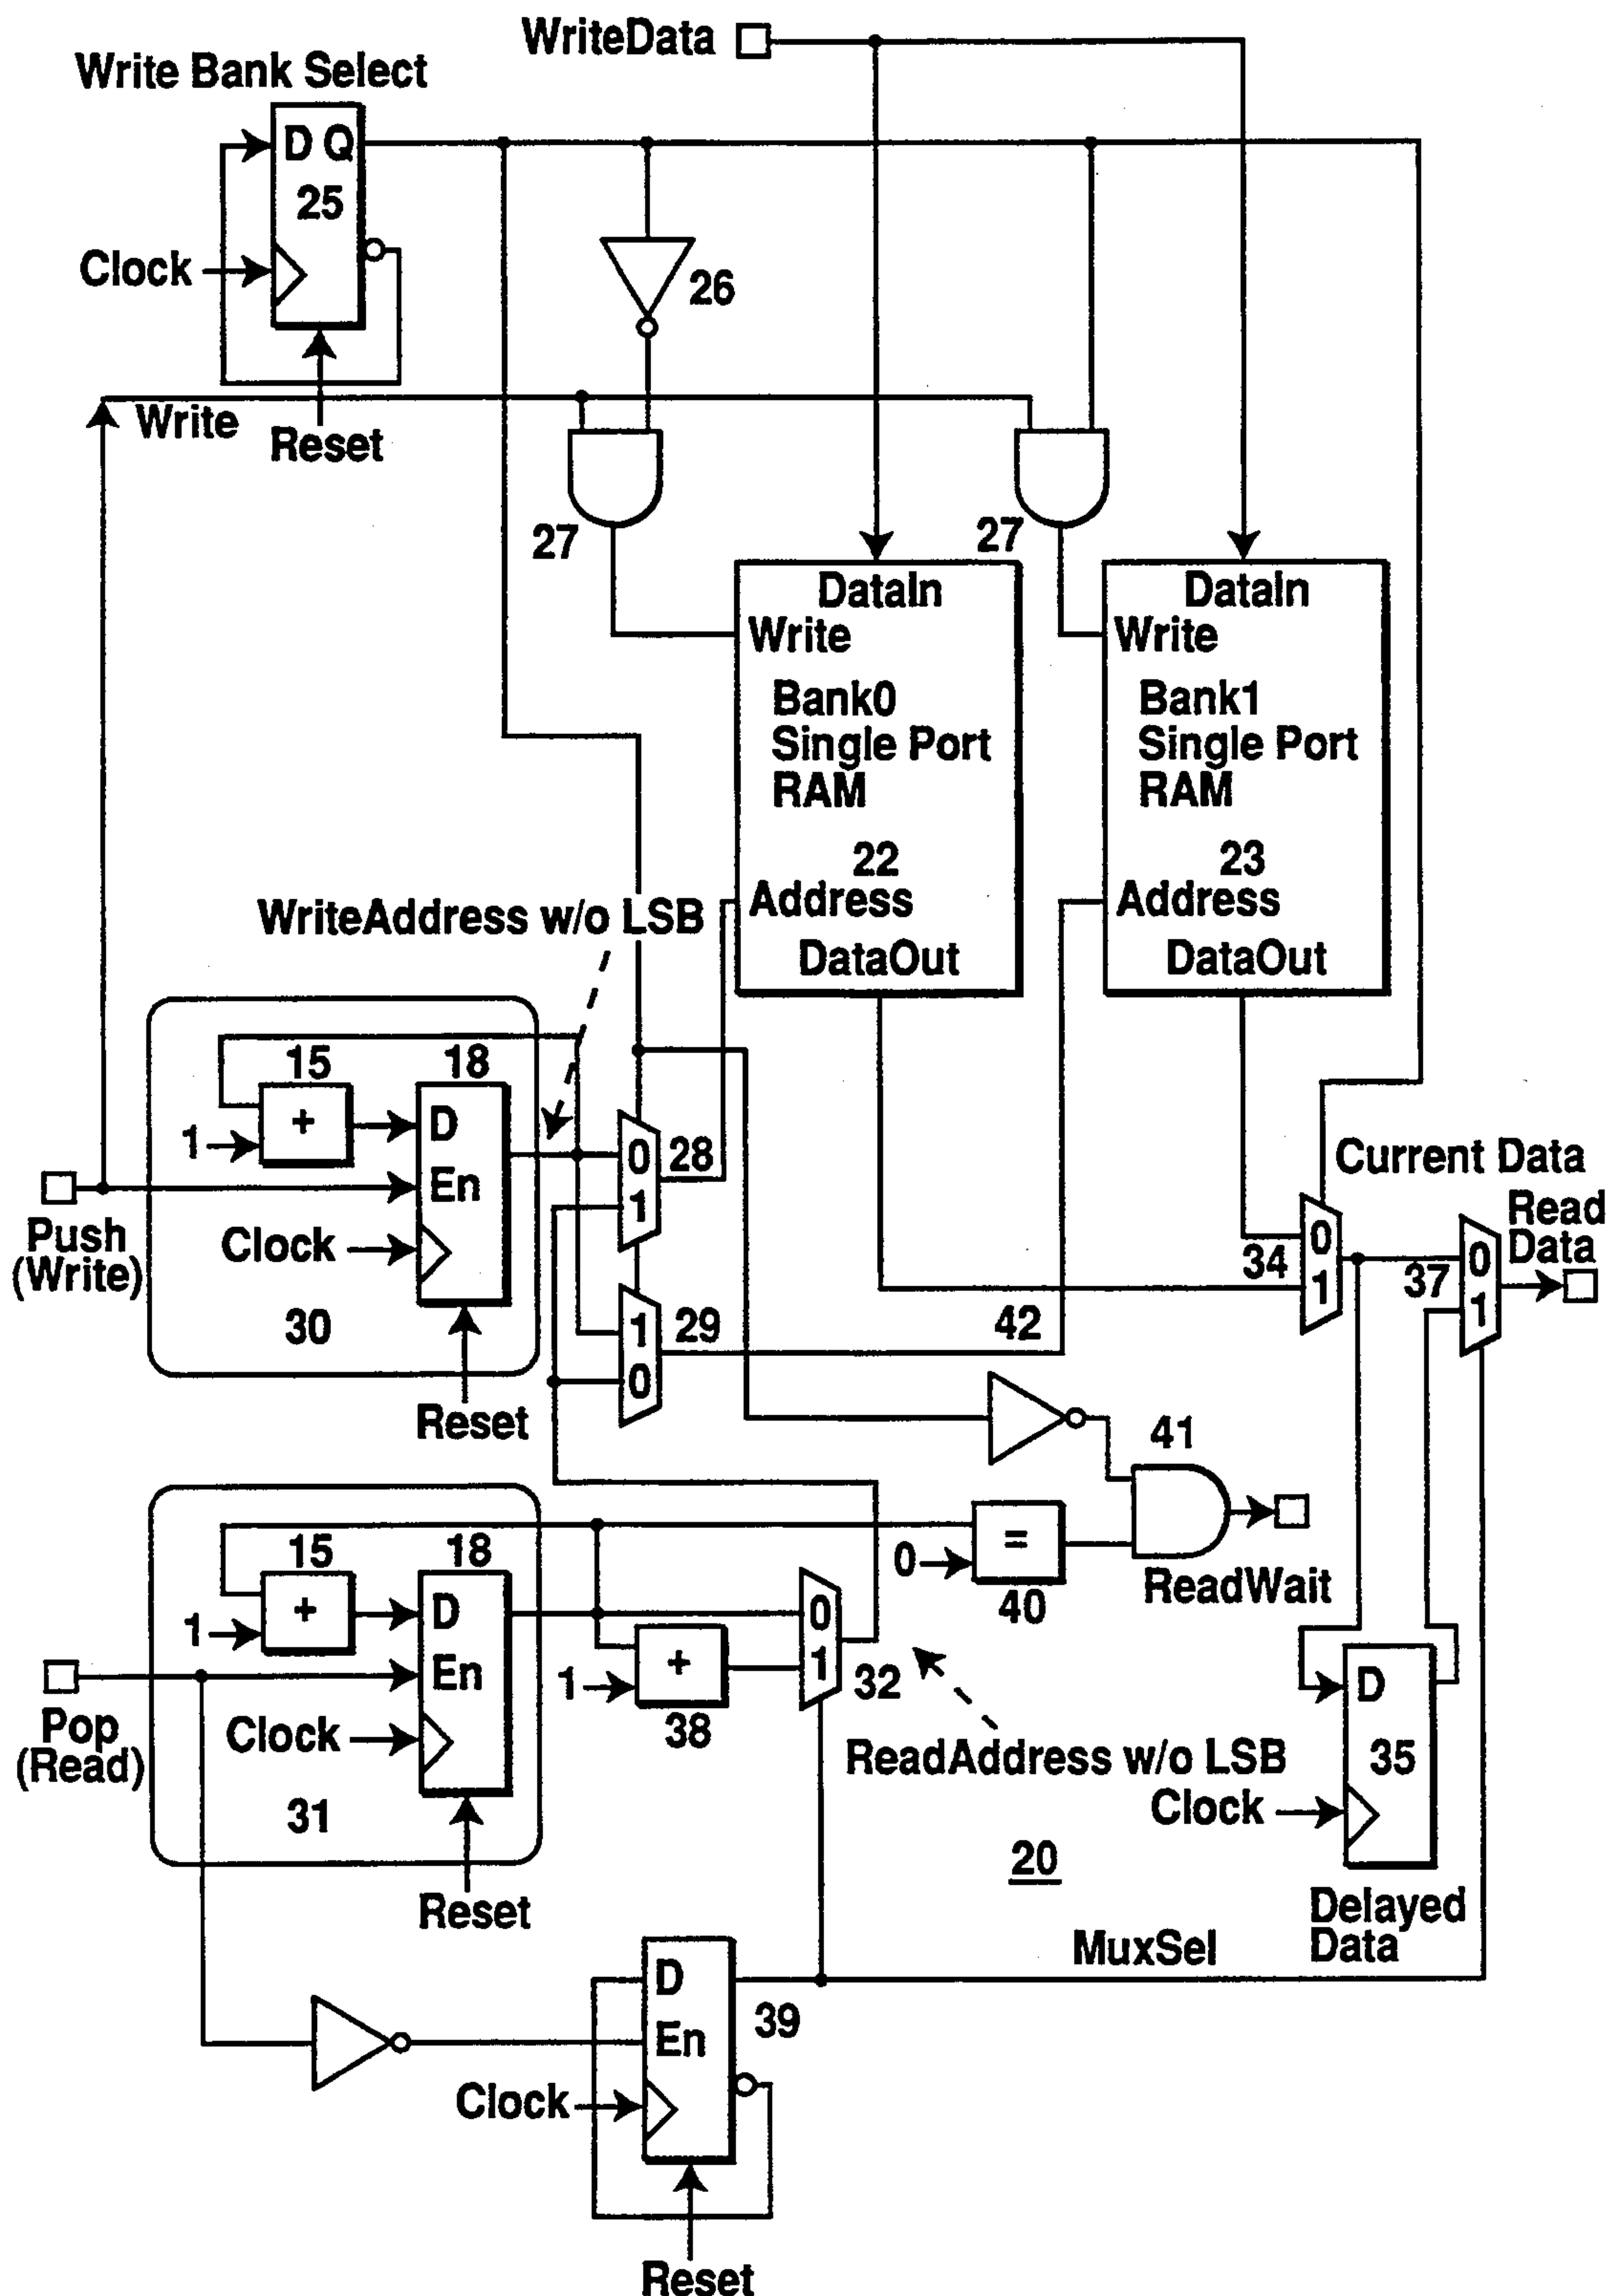 WriteData
Write Bank Select
D Q
25
Clock
26
Write
Reset
27
27
DataIn
DataIn
Write
Write
Bank0
Single Port
RAM
Bank1
Single Port
RAM
22
23
Address
Address
WriteAddress w/o LSB
DataOut
DataOut
15
18
+
D
1
0
28
En
1
Push
(Write)
Clock
30
Reset
1
29
0
42
Current Data
Read
Data
34
0
1
37
0
1
41
15
18
+
D
1
En
Pop
(Read)
Clock
31
Reset
0
=
40
ReadWait
0
1
32
1
+
38
ReadAddress w/o LSB
D
35
Clock
20
Delayed
Data
MuxSel
D
39
En
Clock
Reset